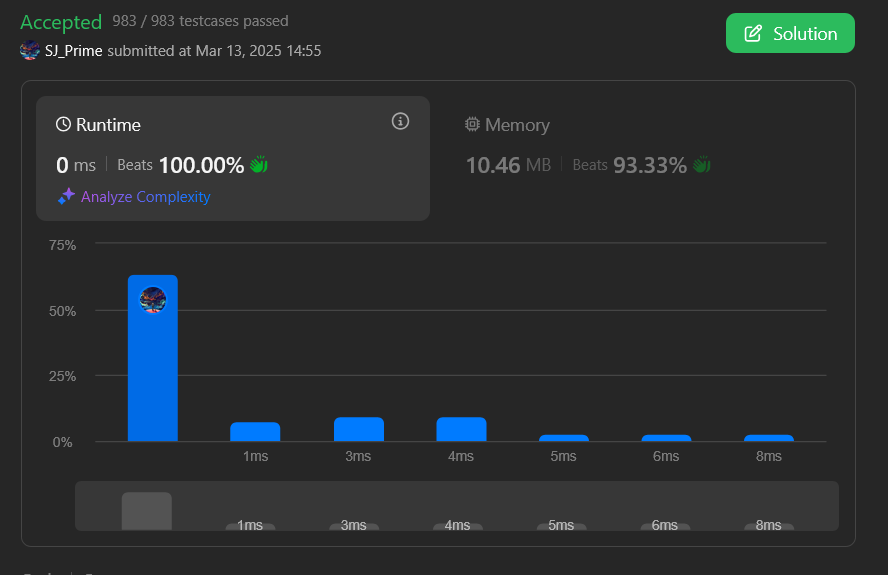 Accepted 983 / 983 testcases passed
Solution
SJ_Prime submitted at Mar 13, 2025 14:55
Runtime
0 ms Beats 100.00%
Analyze Complexity
Memory
10.46 MB Beats 93.33%
75%
50%
25%
0%
1ms 3ms 4ms 5ms 6ms 8ms
1ms 3ms 4ms 5ms 6ms 8ms